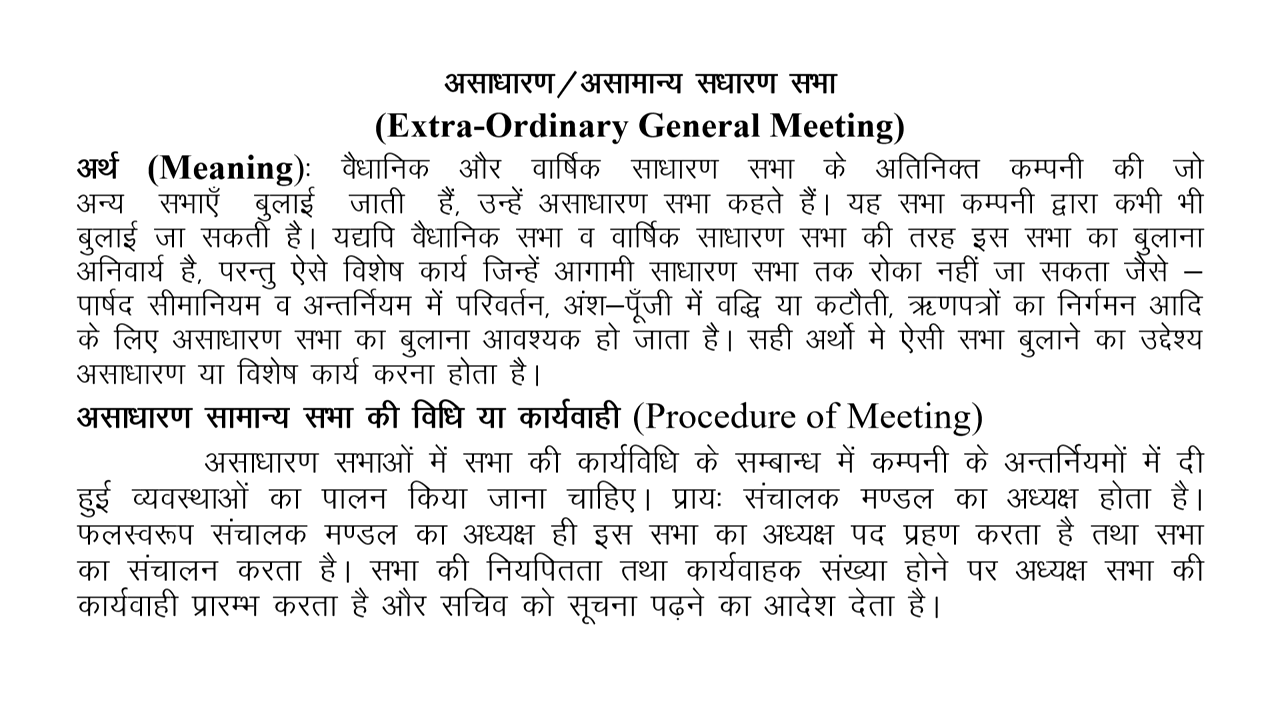 असाधारण/असामान्य सधारण सभा
(Extra-Ordinary General Meeting)
अर्थ (Meaning): वैधानिक और वार्षिक साधारण सभा के अतिनिक्त कम्पनी की जो
अन्य सभाएँ बुलाई जाती हैं, उन्हें असाधारण सभा कहते हैं। यह सभा कम्पनी द्वारा कभी भी
बुलाई जा सकती है। यद्यपि वैधानिक सभा व वार्षिक साधारण सभा की तरह इस सभा का बुलाना
अनिवार्य है, परन्तु ऐसे विशेष कार्य जिन्हें आगामी साधारण सभा तक रोका नहीं जा सकता जैसे –
पार्षद सीमानियम व अन्तर्नियम में परिवर्तन, अंश–पूँजी में वद्धि या कटौती, ऋणपत्रों का निर्गमन आदि
के लिए असाधारण सभा का बुलाना आवश्यक हो जाता है। सही अर्थो मे ऐसी सभा बुलाने का उद्देश्य
असाधारण या विशेष कार्य करना होता है।
असाधारण सामान्य सभा की विधि या कार्यवाही (Procedure of Meeting)
असाधारण सभाओं में सभा की कार्यविधि के सम्बान्ध में कम्पनी के अन्तर्नियमों में दी
हुई व्यवस्थाओं का पालन किया जाना चाहिए। प्रायः संचालक मण्डल का अध्यक्ष होता है।
फलस्वरूप संचालक मण्डल का अध्यक्ष ही इस सभा का अध्यक्ष पद प्रहण करता है तथा सभा
का संचालन करता है। सभा की नियपितता तथा कार्यवाहक संख्या होने पर अध्यक्ष सभा की
कार्यवाही प्रारम्भ करता है और सचिव को सूचना पढ़ने का आदेश देता है।